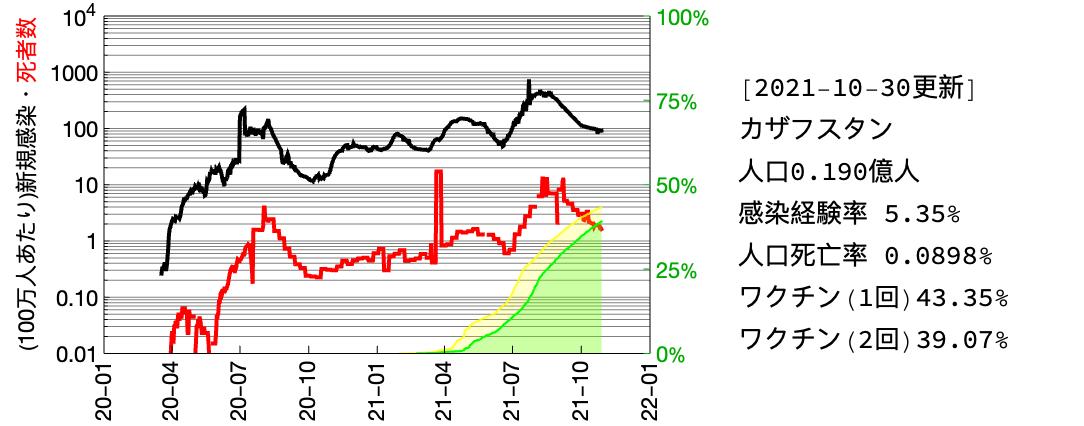 (100万人あたり)新規感染・死者数
10^4
1000
100
10
1
0.10
0.01
100%
75%
50%
25%
0%
20-01
20-04
20-07
20-10
21-01
21-04
21-07
21-10
22-01
[2021-10-30更新]
カザフスタン
人口0.190億人
感染経験率 5.35%
人口死亡率 0.0898%
ワクチン(1回)43.35%
ワクチン(2回)39.07%